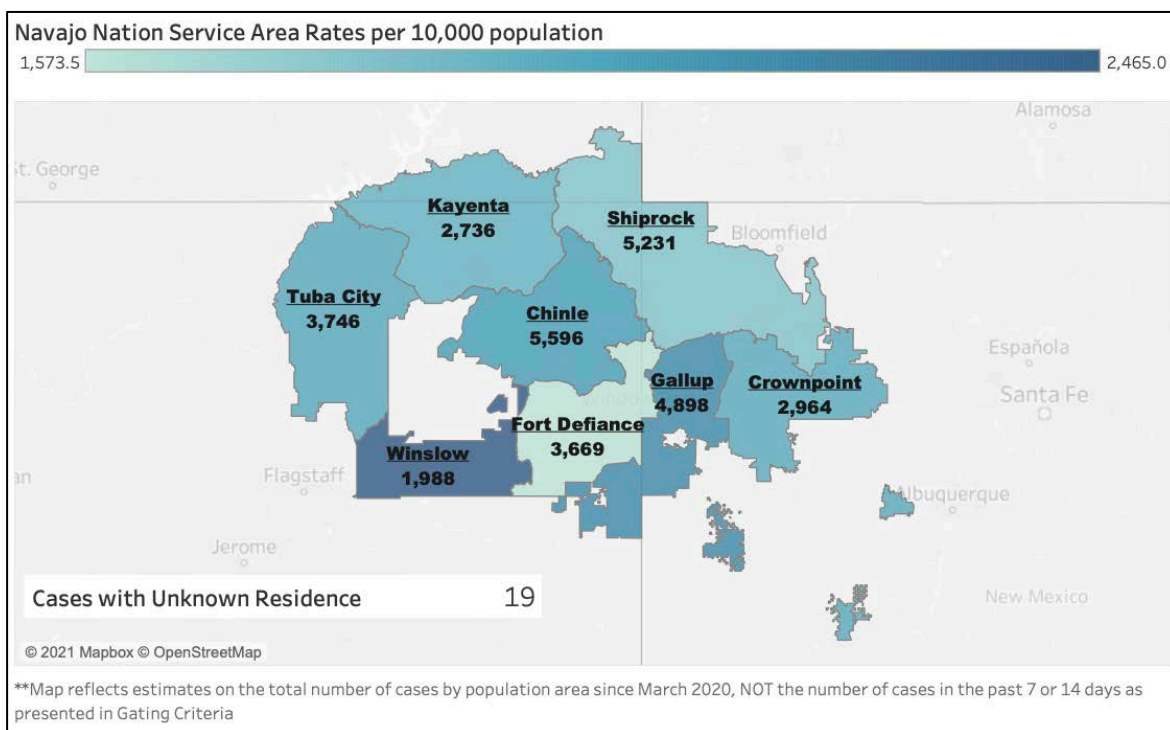 Navajo Nation Service Area Rates per 10,000 population
1,573.5
2,465.0
Alamosa
St. George
Kayenta
2,736
Shiprock
5,231
Bloomfield
Tuba City
3,746
Chinle
5,596
Española
Gallup
4,898
Crownpoint
2,964
Santa Fe
Fort Defiance
3,669
Winslow
1,988
Flagstaff
Albuquerque
Jerome
Cases with Unknown Residence 19
New Mexico
© 2021 Mapbox © OpenStreetMap
**Map reflects estimates on the total number of cases by population area since March 2020, NOT the number of cases in the past 7 or 14 days as
presented in Gating Criteria